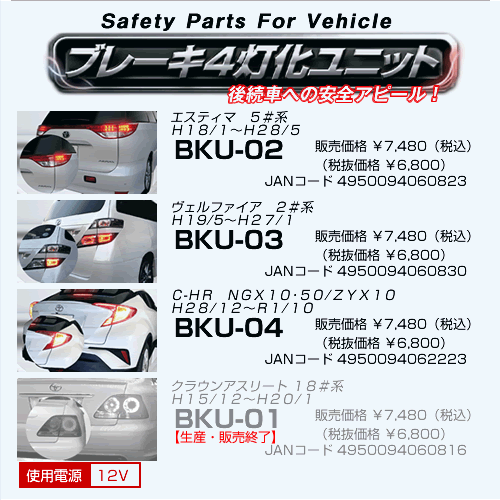 Safety Parts For Vehicle
ブレーキ4灯化ユニット
後続車への安全アピール！
エスティマ　5＃系
H18/1～H28/5
BKU-02
販売価格 ￥7,480（税込）
（税抜価格 ￥6,800）
JANコード 4950094060823
ヴェルファイア　2＃系
H19/5～H27/1
BKU-03
販売価格 ￥7,480（税込）
（税抜価格 ￥6,800）
JANコード 4950094060830
C-HR　NGX10･50/ZYX10
H28/12～R1/10
BKU-04
販売価格 ￥7,480（税込）
（税抜価格 ￥6,800）
JANコード 4950094062223
クラウンアスリート 18＃系
H15/12～H20/1
BKU-01
【生産・販売終了】
販売価格 ￥7,480（税込）
（税抜価格 ￥6,800）
JANコード 4950094060816
使用電源 12V